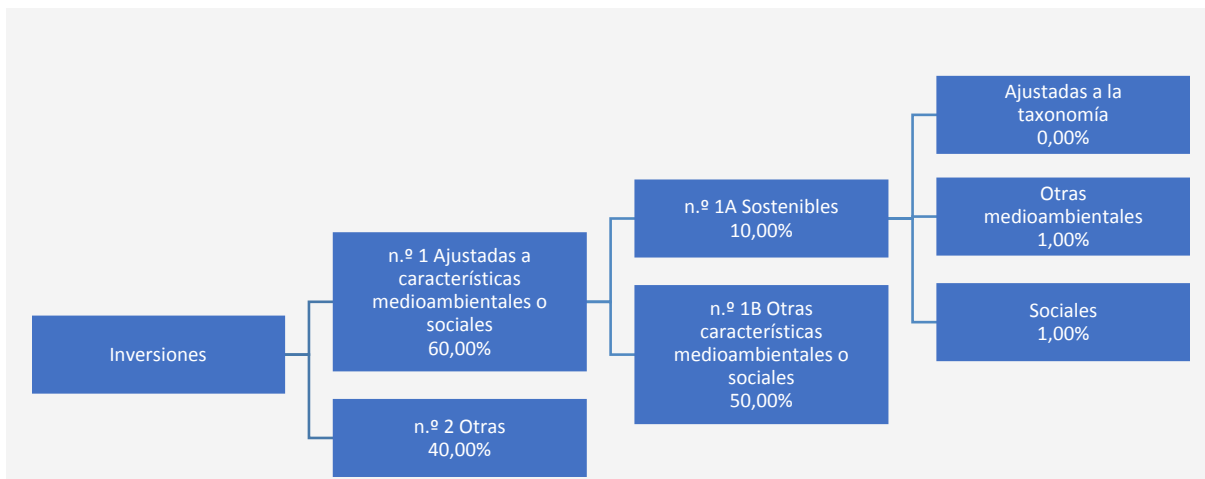 Inversiones
n.º 1 Ajustadas a
características
medioambientales o
sociales
60,00%
n.º 2 Otras
40,00%
n.º 1A Sostenibles
10,00%
n.º 1B Otras
características
medioambientales o
sociales
50,00%
Ajustadas a la
taxonomía
0,00%
Otras
medioambientales
1,00%
Sociales
1,00%